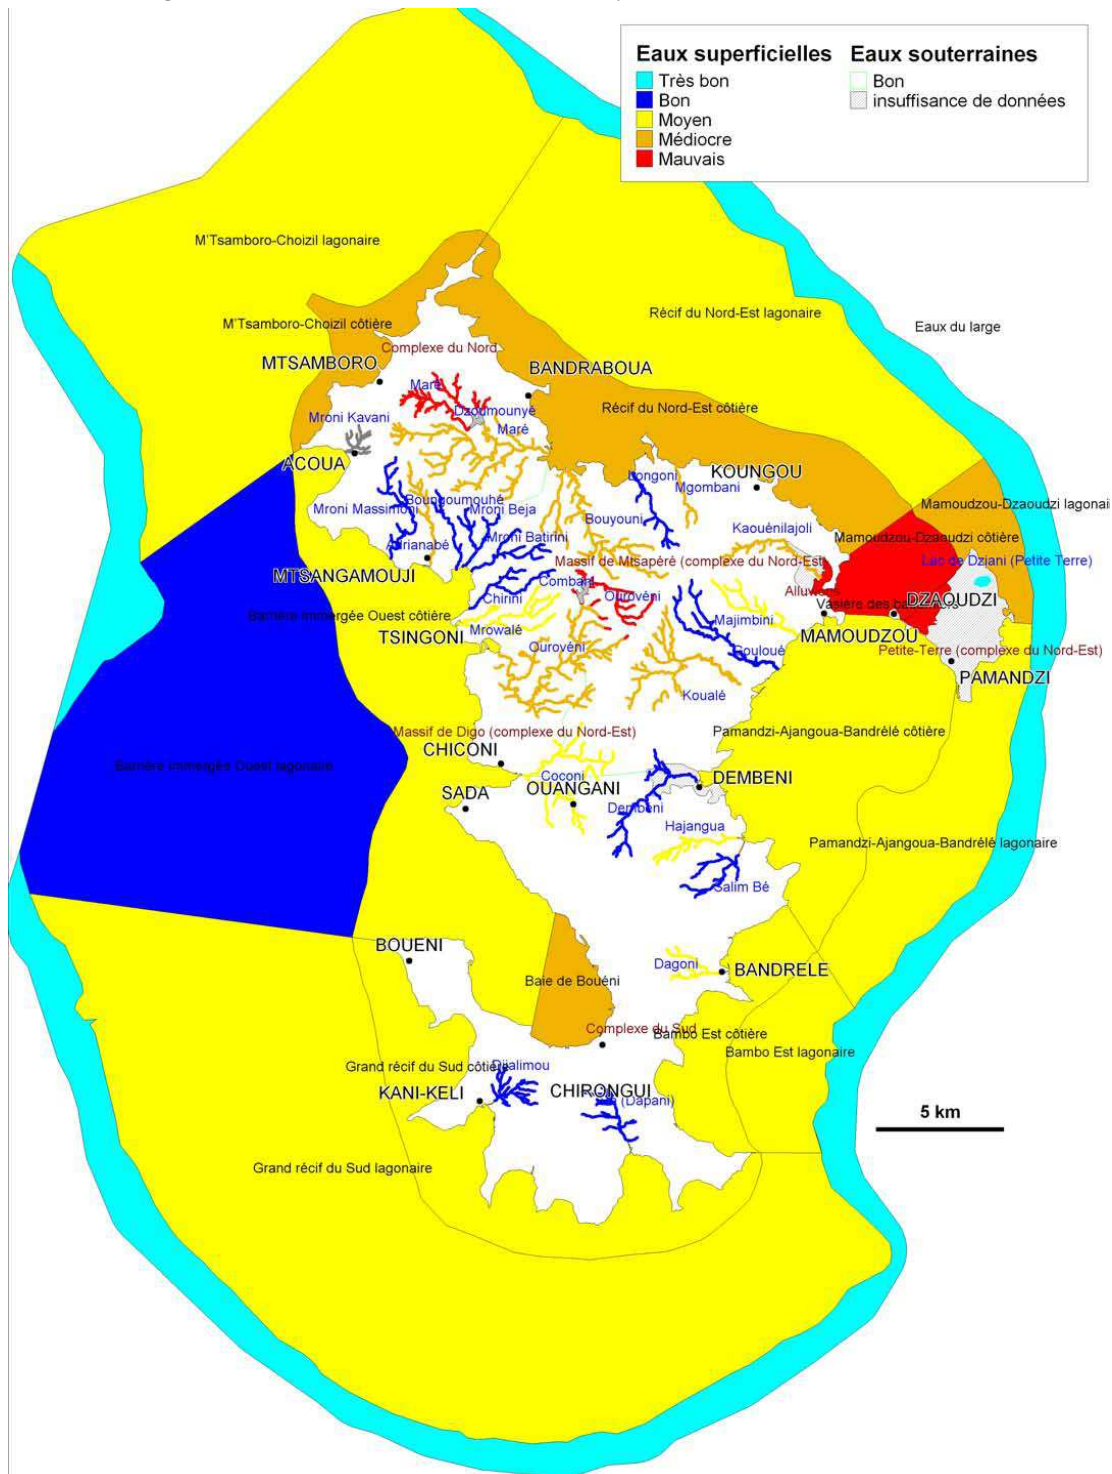 Eaux superficielles
Très bon
Bon
Moyen
Médiocre
Mauvais
Eaux souterraines
Bon
insuffisance de données
M'Tsamboro-Choizil lagonaire
Récif du Nord-Est lagonaire
M'Tsamboro-Choizil côtière
Eaux du large
Complexe du Nord
MTSAMBORO
BANDRABOUA
Maré
Récif du Nord-Est côtière
Dzoumounyé
Mroni Kavani
Maré
ACOUA
KOUNGOU
Longoni
Mgombani
Boungoumouhé
Mroni Massimoni
Mroni Beja
Mamoudzou-Dzaoudzi lagonai
Bouyouni
Kaouénilajoli
Mroni Batirini
Mamoudzou-Dzaoudzi côtière
Adrianabé
Massif de Mtsapéré (complexe du Nord-Est)
Lac de Dziani (Petite Terre)
MTSANGAMOUJI
Combani
Chirini
Ourovéni
Alluvions
DZAOUDZI
Vasière des
Barrière immergée Ouest côtière
Mrowalé
Majimbini
MAMOUDZOU
TSINGONI
Ourovéni
Gouloué
Petite-Terre (complexe du Nord-Est)
PAMANDZI
Koualé
Massif de Digo (complexe du Nord-Est)
Pamandzi-Ajangoua-Bandrélé côtière
CHICONI
Barrière immergée Ouest lagonaire
Coconi
DEMBENI
SADA
OUANGANI
Dembéni
Hajangua
Pamandzi-Ajangoua-Bandrélé lagonaire
Salim Bé
BOUENI
Dagoni
BANDRELE
Baie de Bouéni
Complexe du Sud
Bambo Est côtière
Bambo Est lagonaire
Grand récif du Sud côtière
Djialimou
KANI-KELI
CHIRONGUI
(Dapani)
5 km
Grand récif du Sud lagonaire